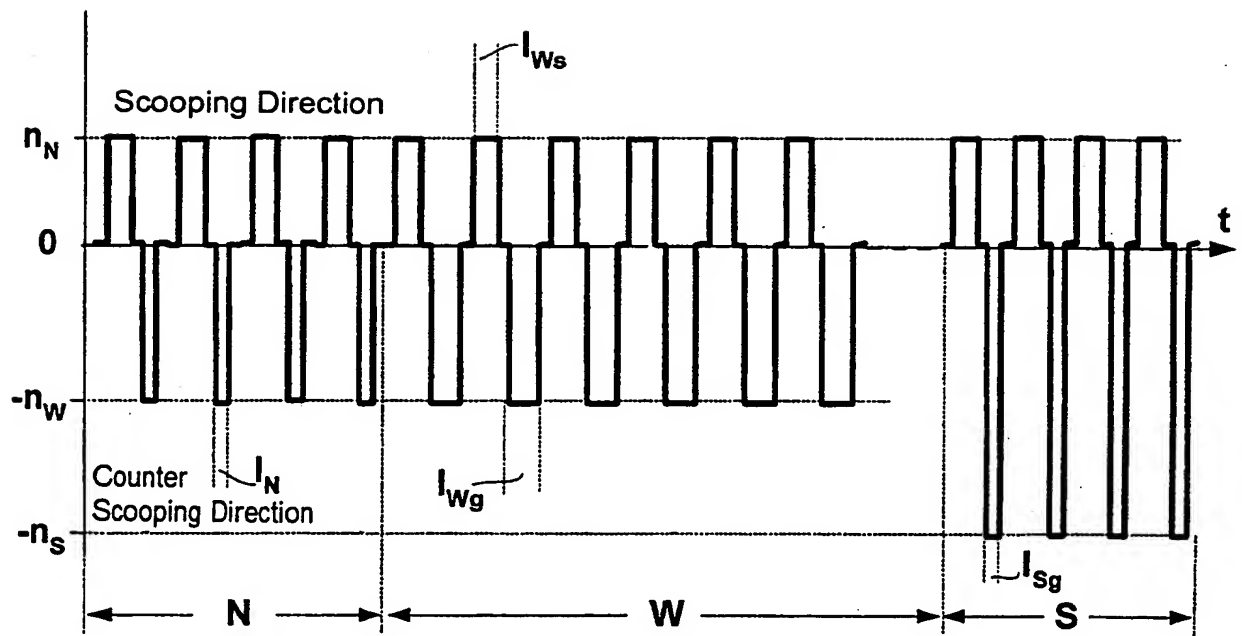 I_Ws
Scooping Direction
n_N
0
t
-n_W
I_N
I_Wg
Counter
Scooping Direction
-n_S
I_Sg
N
W
S